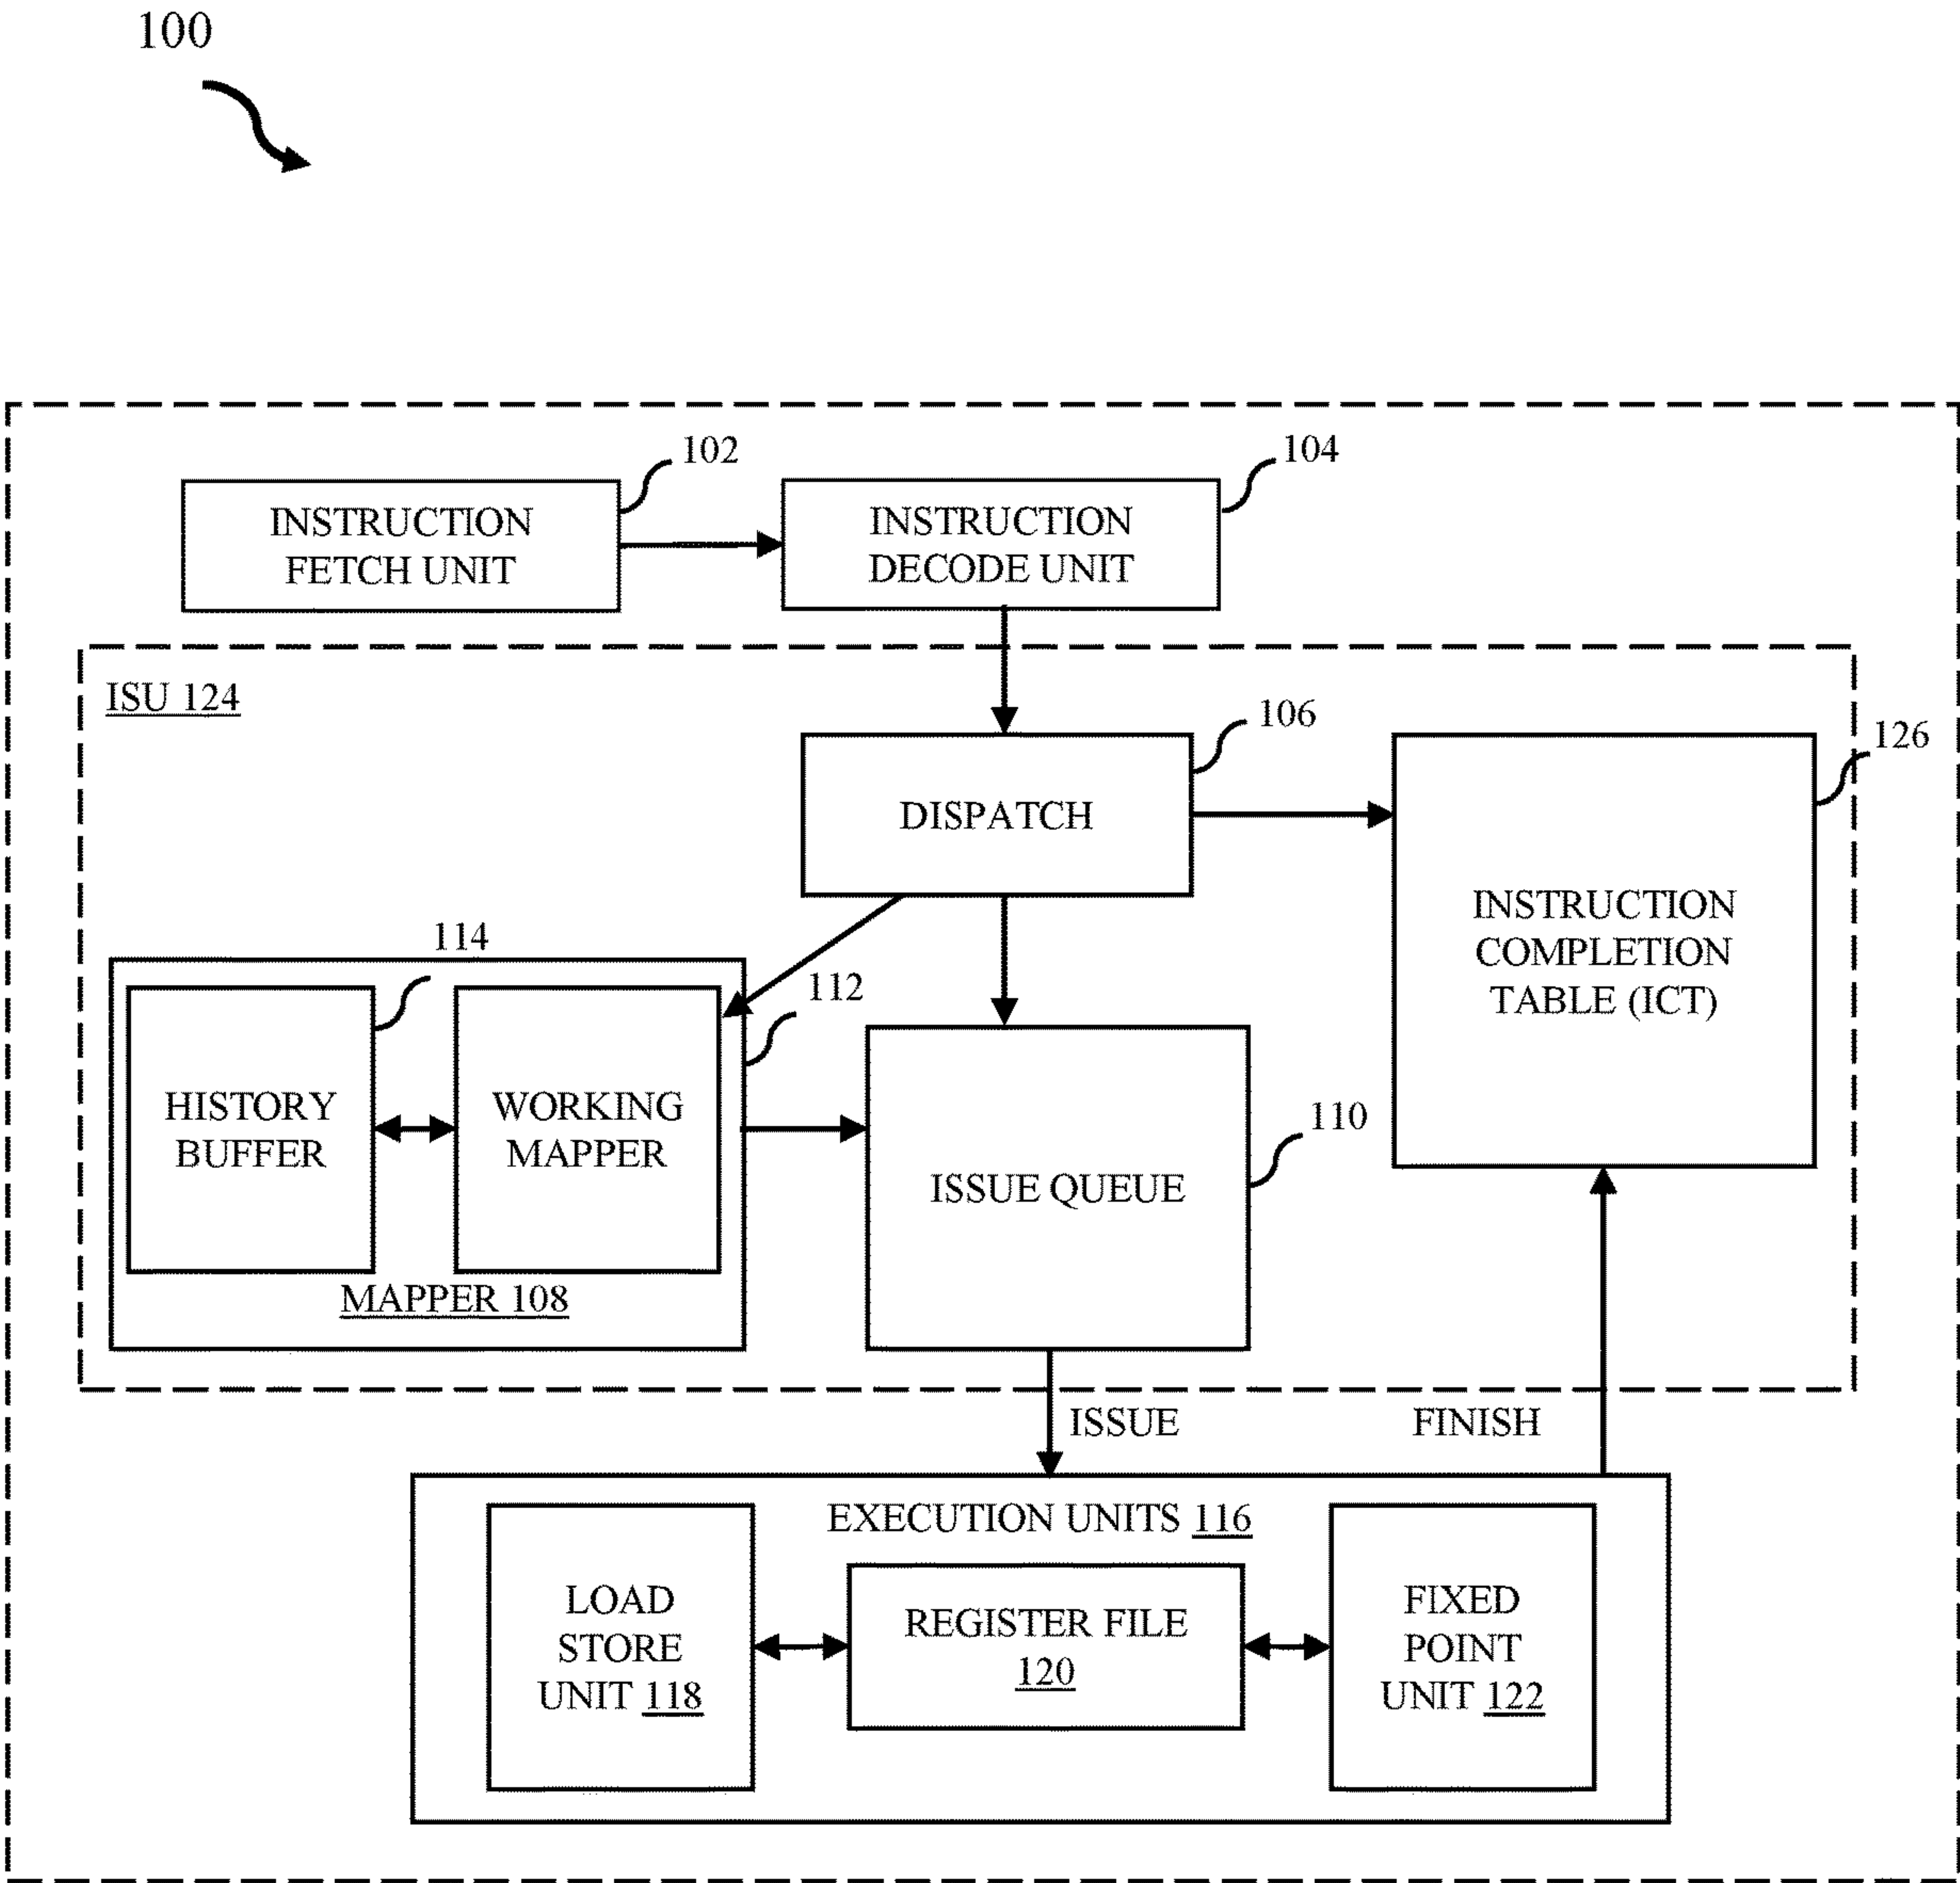 100
102
104
INSTRUCTION
FETCH UNIT
INSTRUCTION
DECODE UNIT
ISU 124
106
126
DISPATCH
INSTRUCTION
COMPLETION
TABLE (ICT)
114
112
HISTORY
BUFFER
WORKING
MAPPER
110
ISSUE QUEUE
MAPPER 108
ISSUE
FINISH
EXECUTION UNITS 116
LOAD
STORE
UNIT 118
REGISTER FILE
120
FIXED
POINT
UNIT 122